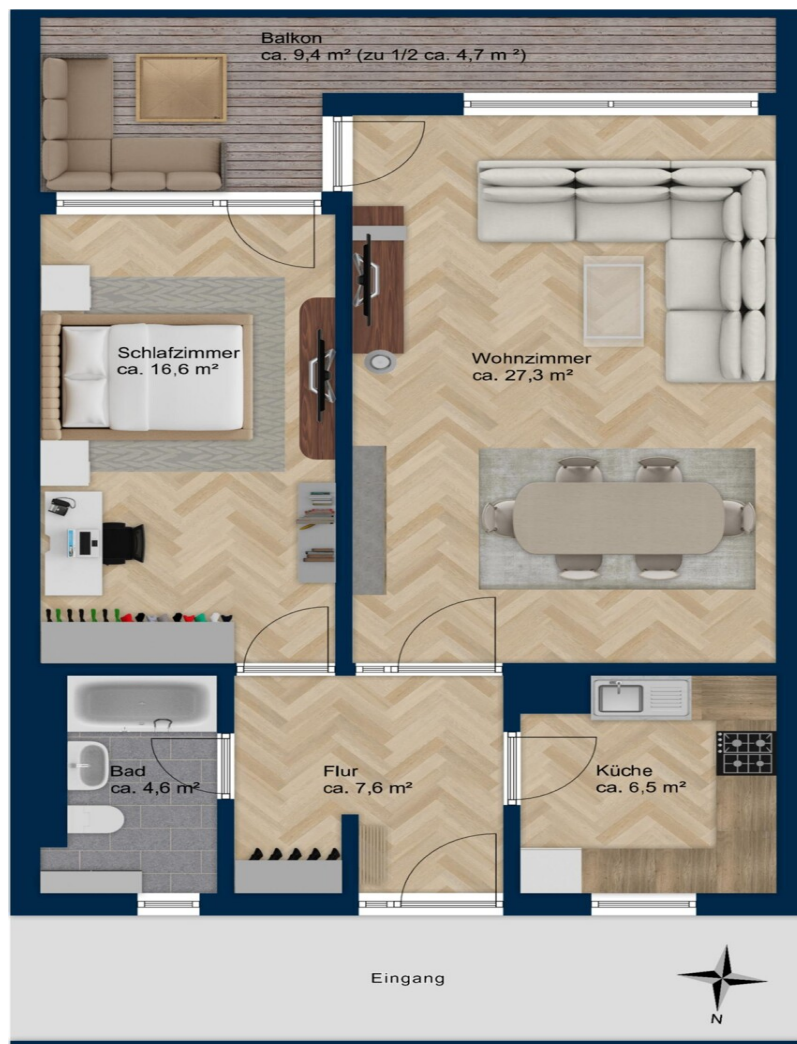 Balkon
ca. 9,4 m² (zu 1/2 ca. 4,7 m ²)
Schlafzimmer
ca. 16,6 m²
Wohnzimmer
ca. 27,3 m²
Bad
ca. 4,6 m²
Flur
ca. 7,6 m²
Küche
ca. 6,5 m²
Eingang
N